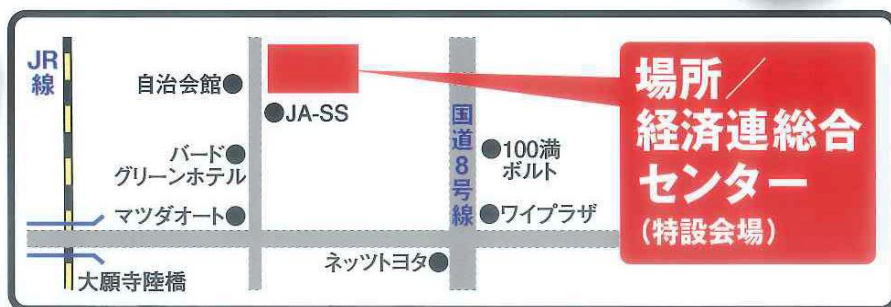 JR
線
自治会館
JA-SS
バード
グリーンホテル
マツダオート
大願寺陸橋
国道8号線
100満
ボルト
ワイプラザ
ネッツトヨタ
場所／
経済連総合
センター
(特設会場)